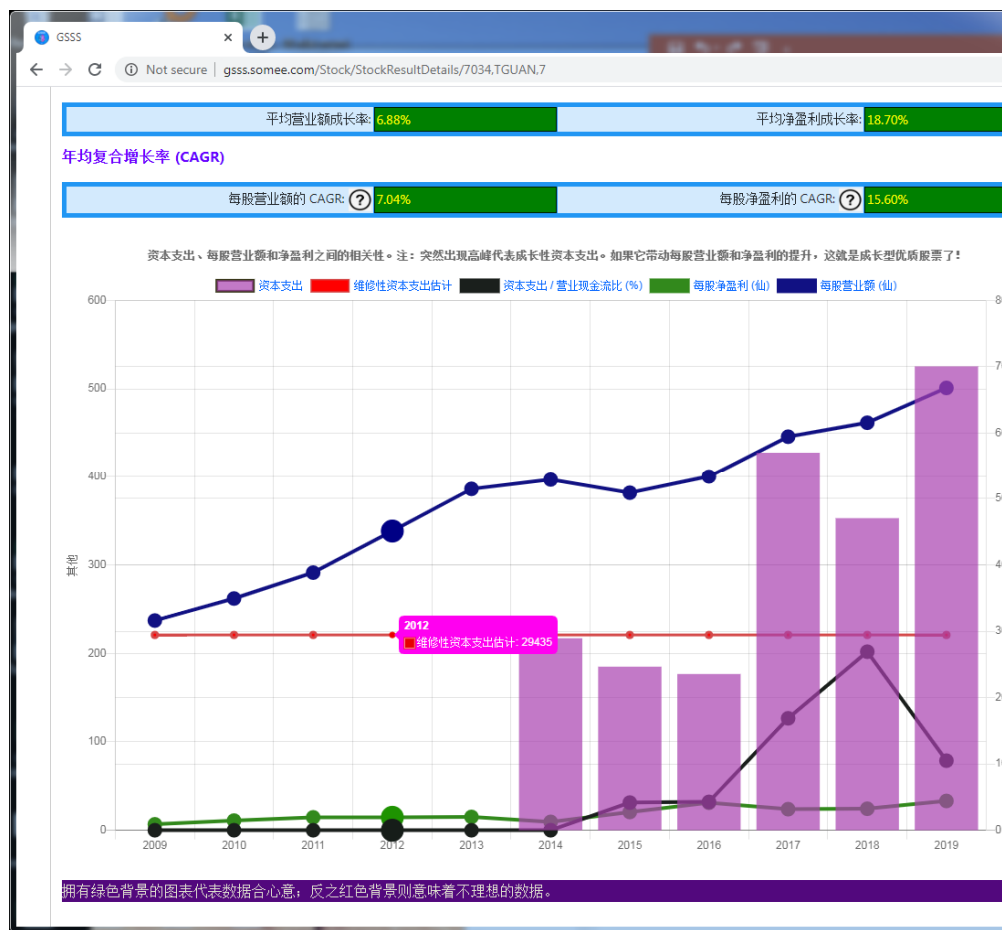 GSSS
Not secure | gsss.somee.com/Stock/StockResultDetails/7034,TGUAN,7
平均营业额成长率: 6.88% 平均净盈利成长率: 18.70%
年均复合增长率 (CAGR)
每股营业额的 CAGR: ? 7.04% 每股净盈利的 CAGR: ? 15.60%
资本支出、每股营业额和净盈利之间的相关性。注：突然出现高峰代表成长性资本支出。如果它带动每股营业额和净盈利的提升，这就是成长型优质股票了！
资本支出 维修性资本支出估计 资本支出 / 营业现金流比 (%) 每股净盈利 (仙) 每股营业额 (仙)
600
500
400
300
200
100
0
其他
2012
维修性资本支出估计: 29435
2009 2010 2011 2012 2013 2014 2015 2016 2017 2018 2019
0
拥有绿色背景的图表代表数据合心意；反之红色背景则意味着不理想的数据。